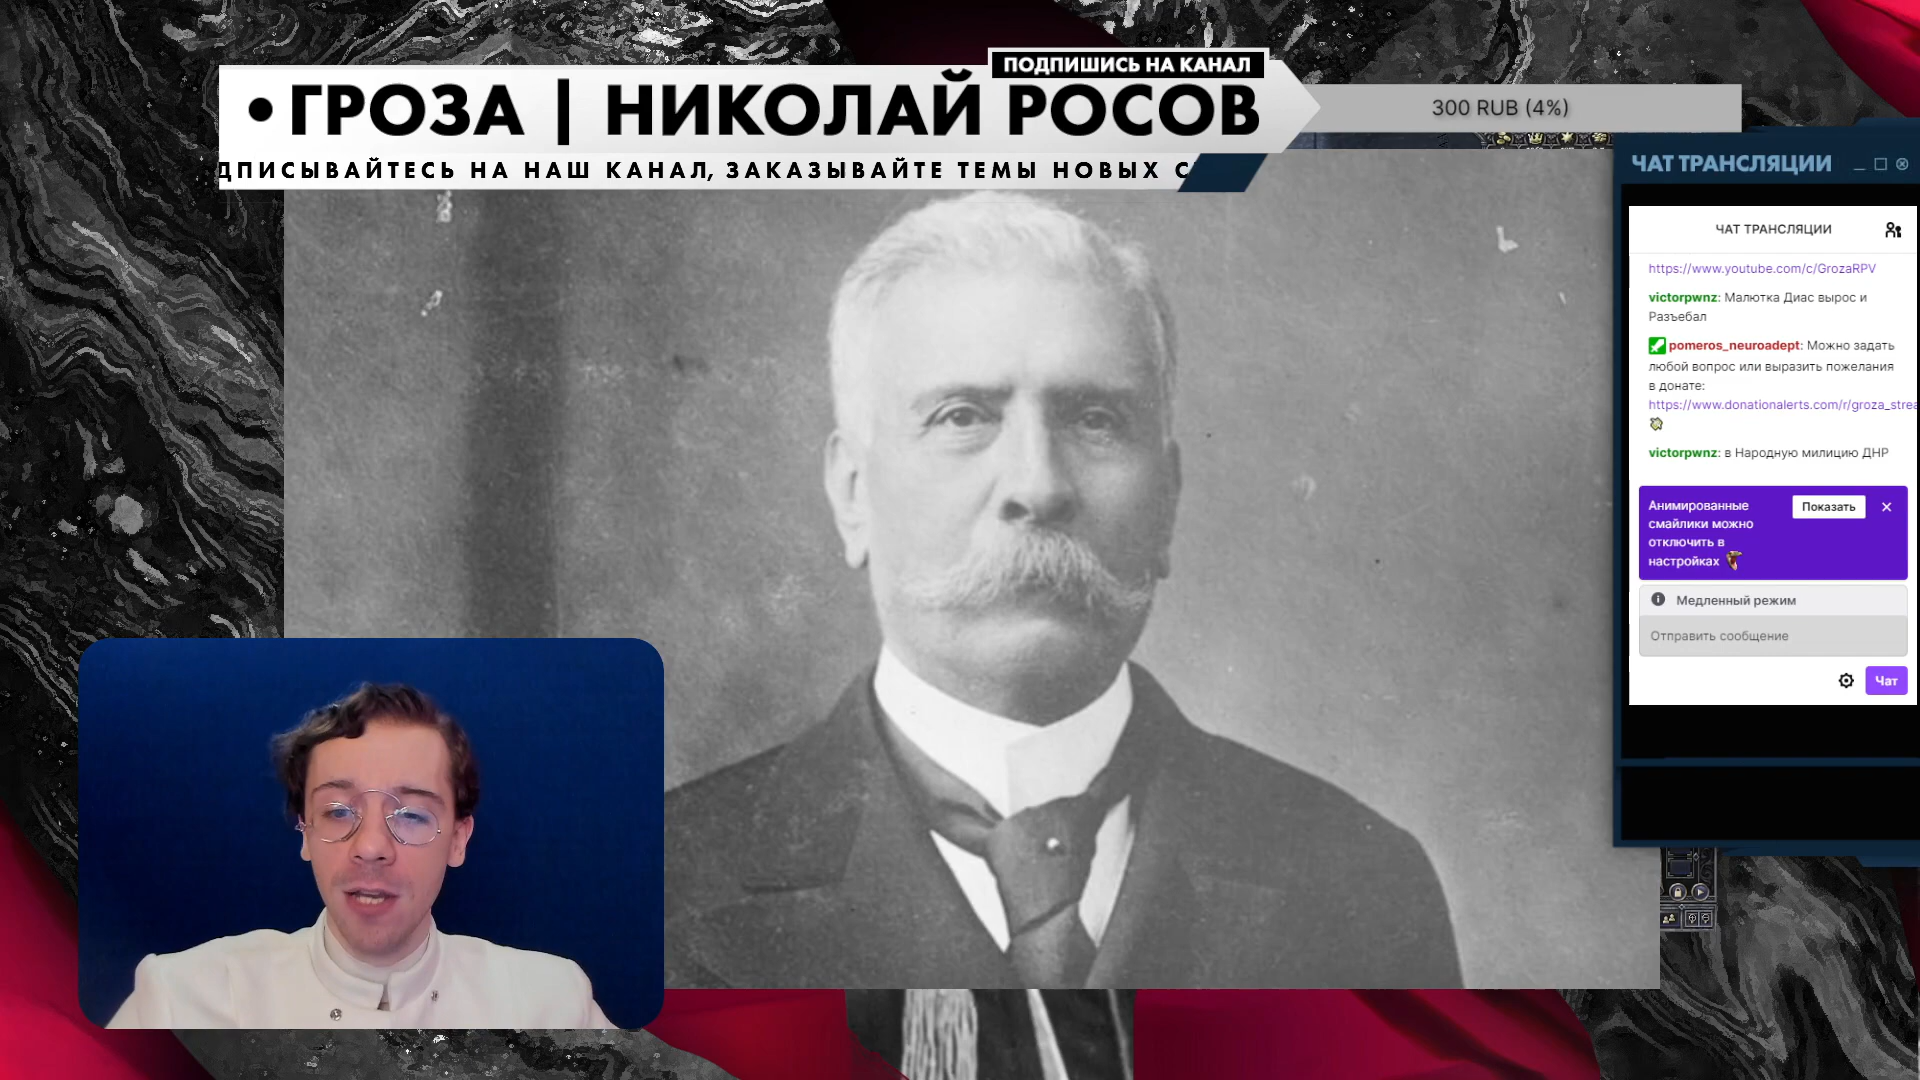 ПОДПИШИСЬ НА КАНАЛ
• ГРОЗА | НИКОЛАЙ РОСОВ
300 RUB (4%)
ДПИСЫВАЙТЕСЬ НА НАШ КАНАЛ, ЗАКАЗЫВАЙТЕ ТЕМЫ НОВЫХ С
ЧАТ ТРАНСЛЯЦИИ
ЧАТ ТРАНСЛЯЦИИ
https://www.youtube.com/c/GrozaRPV
victorpwnz: Малютка Диас вырос и
Разъебал
pomeros_neuroadept: Можно задать
любой вопрос или выразить пожелания
в донате:
https://www.donationalerts.com/r/groza_strea
victorpwnz: в Народную милицию ДНР
Анимированные
смайлики можно
отключить в
настройках
Показать
Медленный режим
Отправить сообщение
Чат